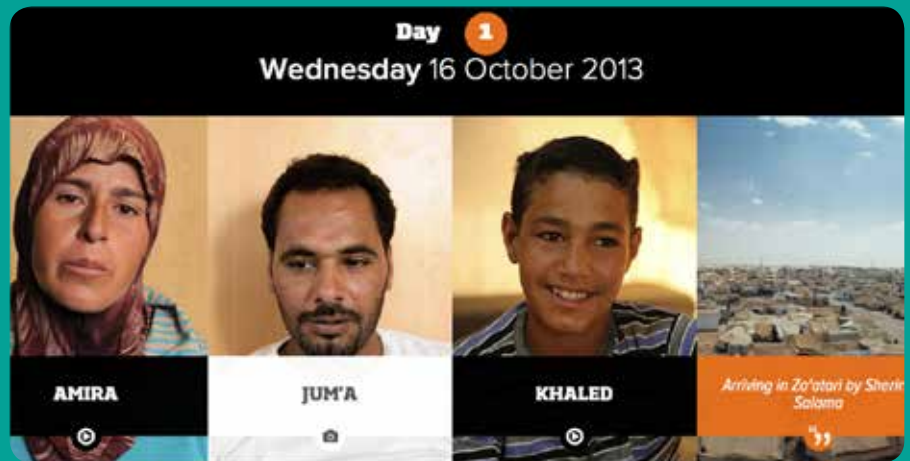 Day 1
Wednesday 16 October 2013
AMIRA
JUM'A
KHALED
Arriving in Za'atari by Sherin
Salama